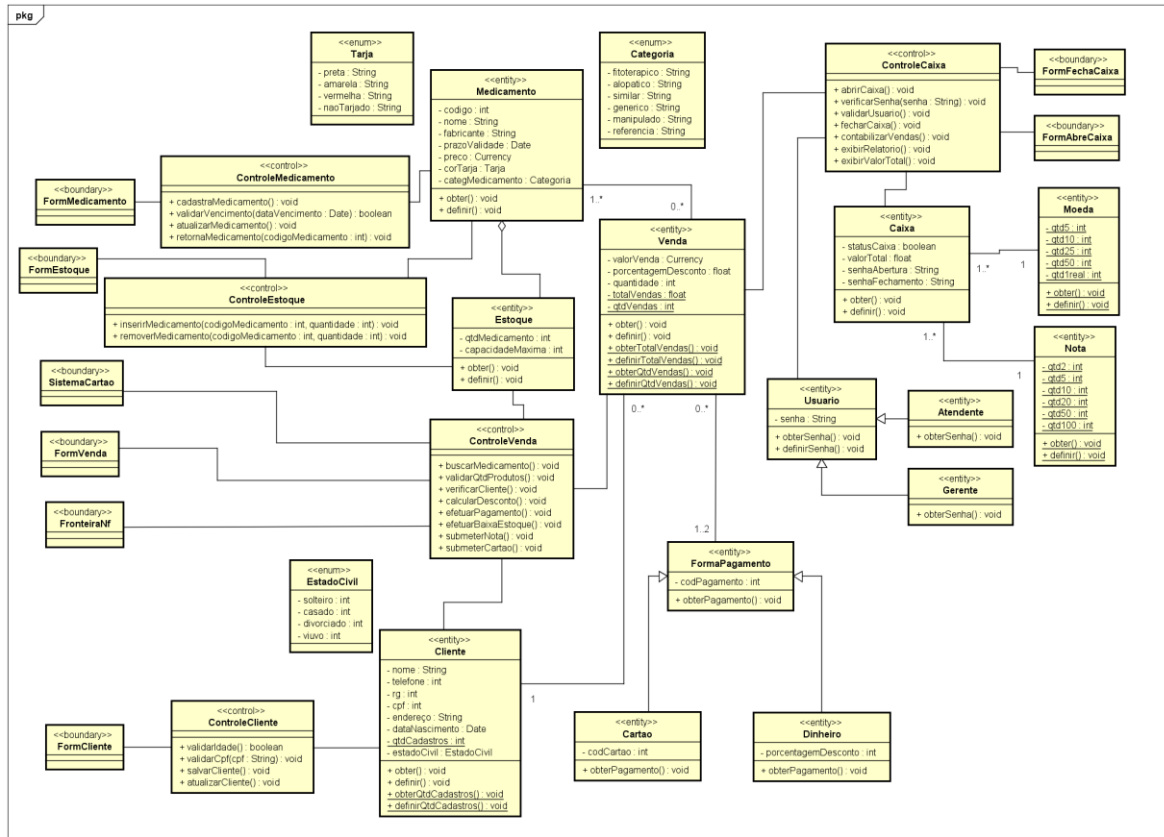 pkg
<<enum>>
Tarja
- preta : String
- amarela : String
- vermelha : String
- naoTarjado : String
<<entity>>
Medicamento
- codigo : int
- nome : String
- fabricante : String
- prazoValidade : Date
- preco : Currency
- corTarja : Tarja
- categMedicamento : Categoria
+ obter() : void
+ definir() : void
<<enum>>
Categoria
- fitoterapico : String
- alopatico : String
- similar : String
- generico : String
- manipulado : String
- referencia : String
<<control>>
ControleCaixa
+ abrirCaixa() : void
+ verificarSenha(senha : String) : void
+ validarUsuario() : void
+ fecharCaixa() : void
+ contabilizarVendas() : void
+ exibirRelatorio() : void
+ exibirValorTotal() : void
<<boundary>>
FormFechaCaixa
<<boundary>>
FormAbreCaixa
<<boundary>>
FormMedicamento
<<control>>
ControleMedicamento
+ cadastraMedicamento() : void
+ validarVencimento(dataVencimento : Date) : boolean
+ atualizarMedicamento() : void
+ retornaMedicamento(codigoMedicamento : int) : void
1..*
0..*
<<entity>>
Venda
- valorVenda : Currency
- porcentagemDesconto : float
- quantidade : int
- totalVendas : float
- qtdVendas : int
+ obter() : void
+ definir() : void
+ obterTotalVendas() : void
+ definirTotalVendas() : void
+ obterQtdVendas() : void
+ definirQtdVendas() : void
0..*
0..*
<<entity>>
Caixa
- statusCaixa : boolean
- valorTotal : float
- senhaAbertura : String
- senhaFechamento : String
+ obter() : void
+ definir() : void
1..*
1
1..*
1
<<entity>>
Moeda
- qtd5 : int
- qtd10 : int
- qtd25 : int
- qtd50 : int
- qtd1real : int
+ obter() : void
+ definir() : void
<<entity>>
Nota
- qtd2 : int
- qtd5 : int
- qtd10 : int
- qtd20 : int
- qtd50 : int
- qtd100 : int
+ obter() : void
+ definir() : void
<<boundary>>
FormEstoque
<<control>>
ControleEstoque
+ inserirMedicamento(codigoMedicamento : int, quantidade : int) : void
+ removerMedicamento(codigoMedicamento : int, quantidade : int) : void
<<entity>>
Estoque
- qtdMedicamento : int
- capacidadeMaxima : int
+ obter() : void
+ definir() : void
<<boundary>>
SistemaCartao
<<boundary>>
FormVenda
<<boundary>>
FronteiraNf
<<control>>
ControleVenda
+ buscarMedicamento() : void
+ validarQtdProdutos() : void
+ verificarCliente() : void
+ calcularDesconto() : void
+ efetuarPagamento() : void
+ efetuarBaixaEstoque() : void
+ submeterNota() : void
+ submeterCartao() : void
<<entity>>
Usuario
- senha : String
+ obterSenha() : void
+ definirSenha() : void
<<entity>>
Atendente
+ obterSenha() : void
<<entity>>
Gerente
+ obterSenha() : void
1..2
<<entity>>
FormaPagamento
- codPagamento : int
+ obterPagamento() : void
<<enum>>
EstadoCivil
- solteiro : int
- casado : int
- divorciado : int
- viuvo : int
<<entity>>
Cliente
- nome : String
- telefone : int
- rg : int
- cpf : int
- endereço : String
- dataNascimento : Date
- qtdCadastros : int
- estadoCivil : EstadoCivil
+ obter() : void
+ definir() : void
+ obterQtdCadastros() : void
+ definirQtdCadastros() : void
1
<<boundary>>
FormCliente
<<control>>
ControleCliente
+ validarIdade() : boolean
+ validarCpf(cpf : String) : void
+ salvarCliente() : void
+ atualizarCliente() : void
<<entity>>
Cartao
- codCartao : int
+ obterPagamento() : void
<<entity>>
Dinheiro
- porcentagemDesconto : int
+ obterPagamento() : void